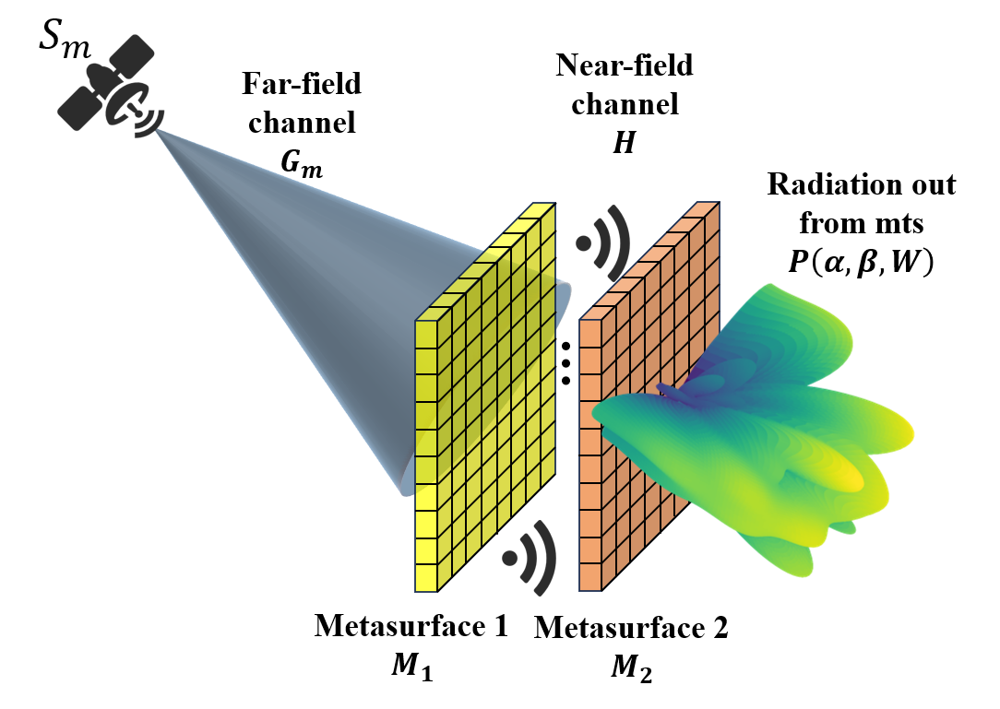 S_m
Far-field
channel
G_m
Near-field
channel
H
Radiation out
from mts
P(α, β, W)
Metasurface 1
M_1
Metasurface 2
M_2